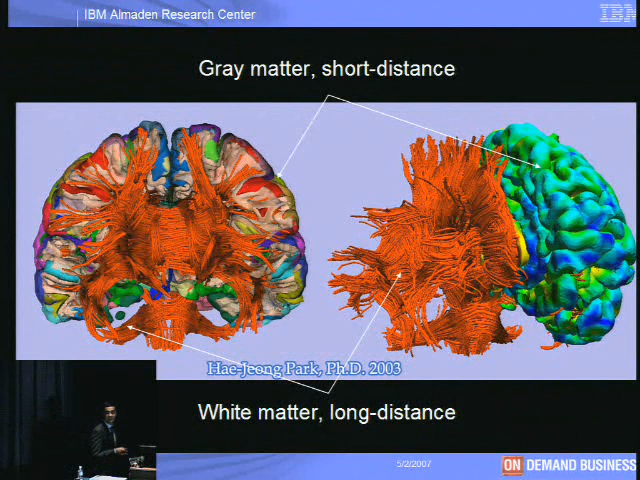 IBM Almaden Research Center
IBM
Gray matter, short-distance
Hae-Jeong Park, Ph.D. 2003
White matter, long-distance
5/2/2007
ON DEMAND BUSINESS